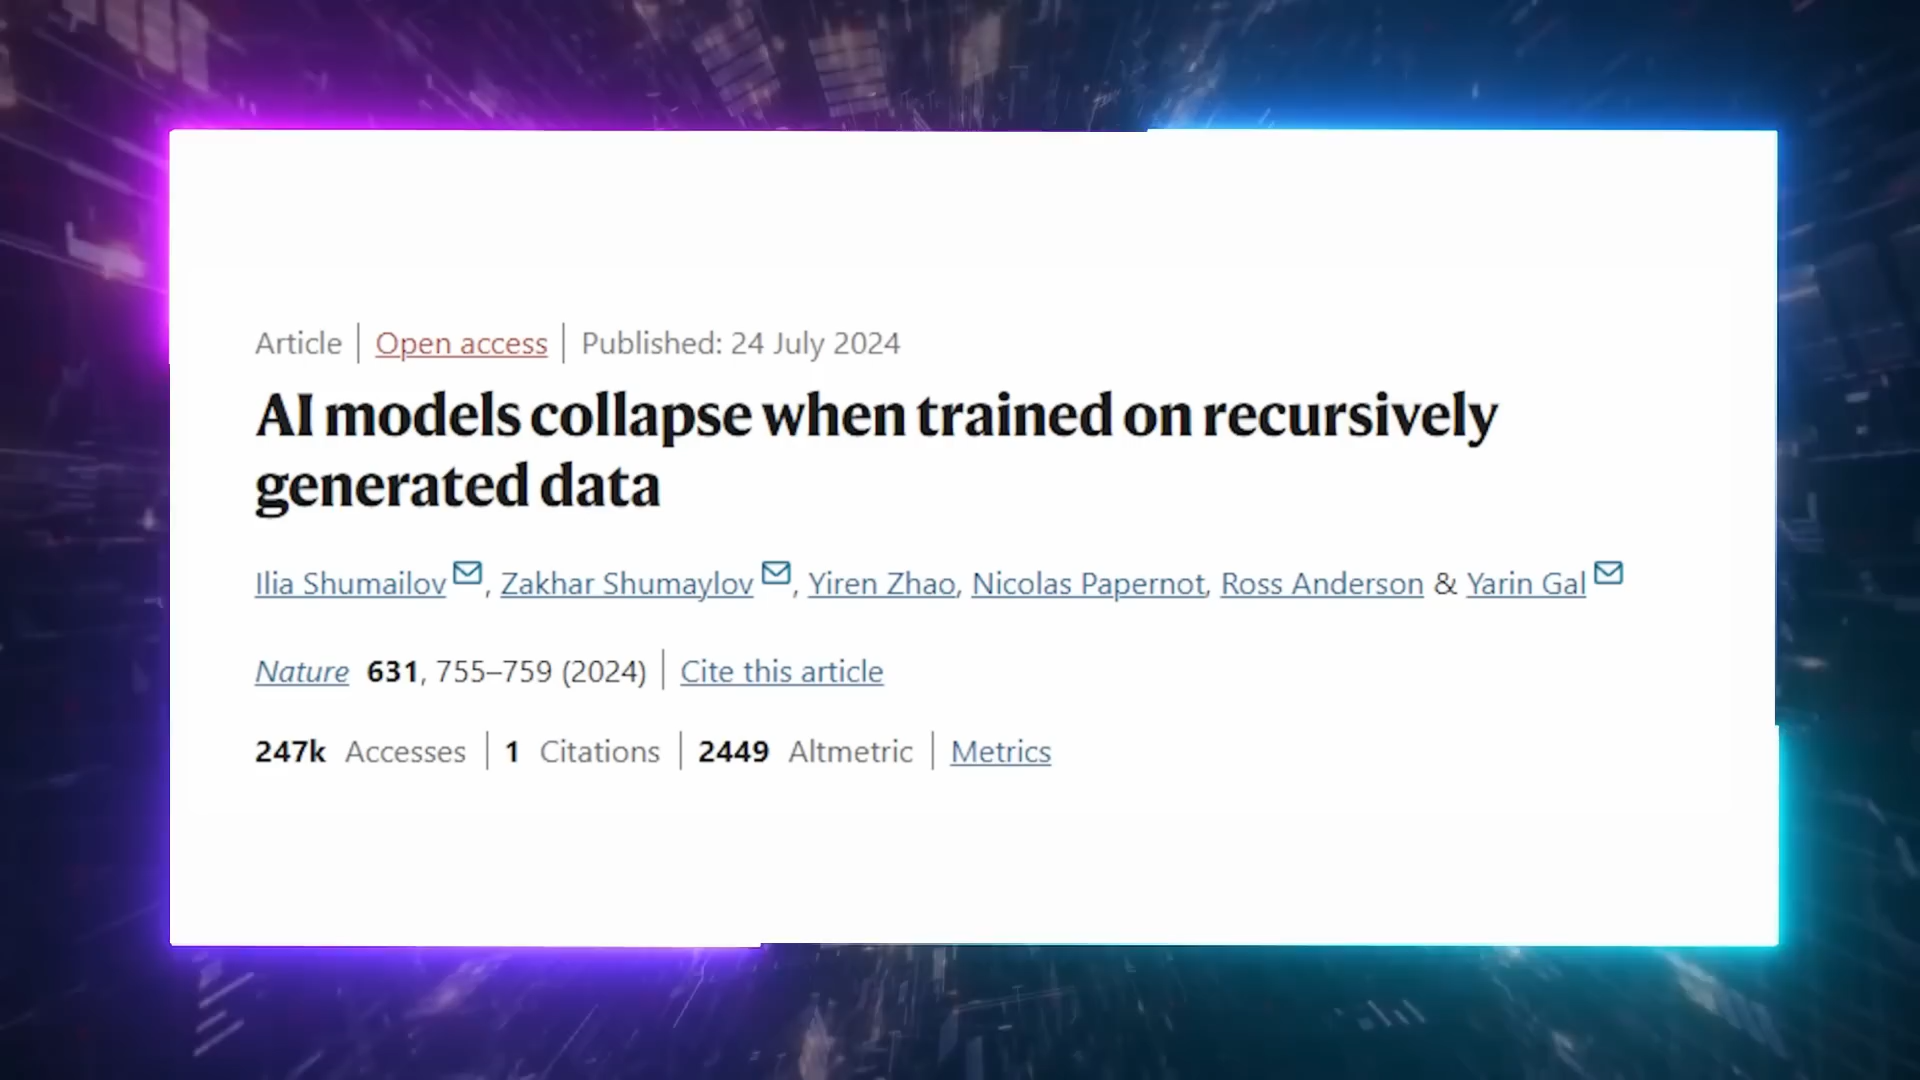 Article | Open access | Published: 24 July 2024
AI models collapse when trained on recursively
generated data
Ilia Shumailov, Zakhar Shumaylov, Yiren Zhao, Nicolas Papernot, Ross Anderson & Yarin Gal
Nature 631, 755–759 (2024) | Cite this article
247k Accesses | 1 Citations | 2449 Altmetric | Metrics